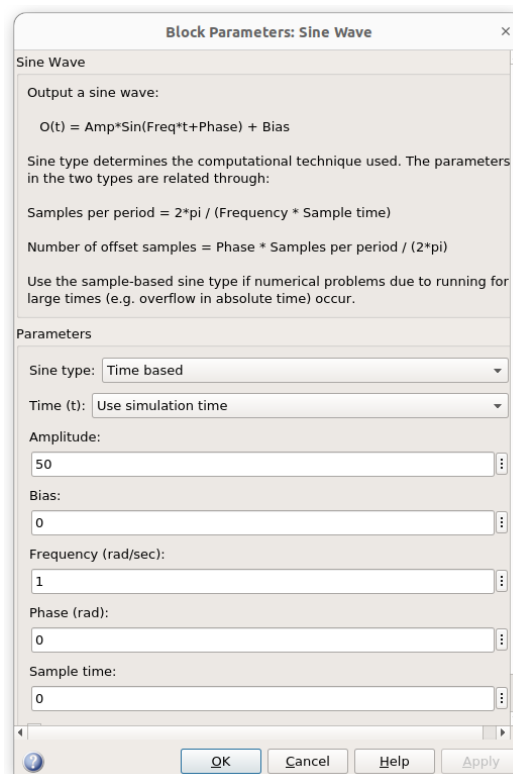 Block Parameters: Sine Wave
Sine Wave
Output a sine wave:
O(t) = Amp*Sin(Freq*t+Phase) + Bias
Sine type determines the computational technique used. The parameters
in the two types are related through:
Samples per period = 2*pi / (Frequency * Sample time)
Number of offset samples = Phase * Samples per period / (2*pi)
Use the sample-based sine type if numerical problems due to running for
large times (e.g. overflow in absolute time) occur.
Parameters
Sine type: Time based
Time (t): Use simulation time
Amplitude:
50
Bias:
0
Frequency (rad/sec):
1
Phase (rad):
0
Sample time:
0
OK Cancel Help Apply